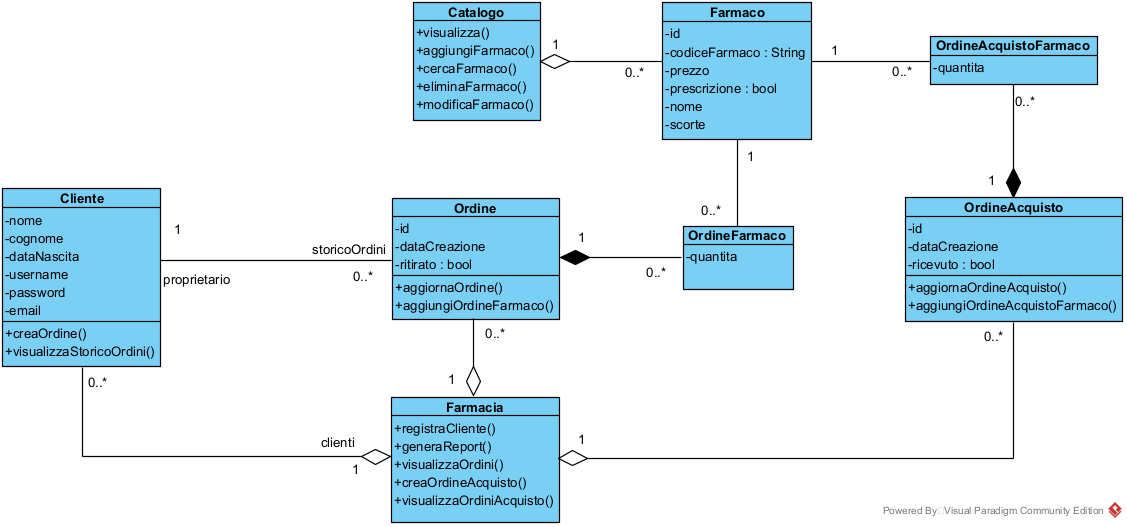 Catalogo
+visualizza()
+aggiungiFarmaco()
+cercaFarmaco()
+eliminaFarmaco()
+modificaFarmaco()
1
0..*
Farmaco
-id
-codiceFarmaco : String
-prezzo
-prescrizione : bool
-nome
-scorte
1
0..*
OrdineAcquistoFarmaco
-quantita
0..*
1
1
0..*
Cliente
-nome
-cognome
-dataNascita
-username
-password
-email
+creaOrdine()
+visualizzaStoricoOrdini()
1
proprietario
storicoOrdini
0..*
Ordine
-id
-dataCreazione
-ritirato : bool
+aggiornaOrdine()
+aggiungiOrdineFarmaco()
1
0..*
OrdineFarmaco
-quantita
OrdineAcquisto
-id
-dataCreazione
-ricevuto : bool
+aggiornaOrdineAcquisto()
+aggiungiOrdineAcquistoFarmaco()
0..*
0..*
0..*
1
Farmacia
+registraCliente()
+generaReport()
+visualizzaOrdini()
+creaOrdineAcquisto()
+visualizzaOrdiniAcquisto()
clienti
1
1
Powered By Visual Paradigm Community Edition